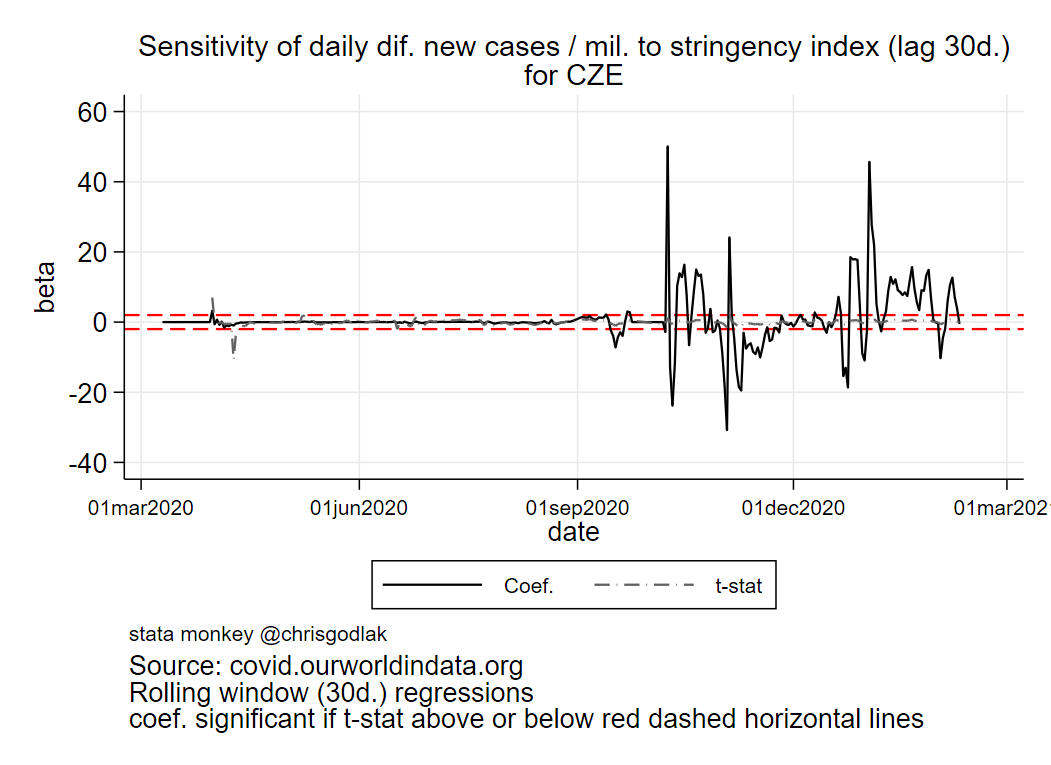 Sensitivity of daily dif. new cases / mil. to stringency index (lag 30d.)
for CZE
60
40
20
0
-20
-40
beta
01mar2020
01jun2020
01sep2020
01dec2020
01mar202
date
Coef.
t-stat
stata monkey @chrisgodlak
Source: covid.ourworldindata.org
Rolling window (30d.) regressions
coef. significant if t-stat above or below red dashed horizontal lines